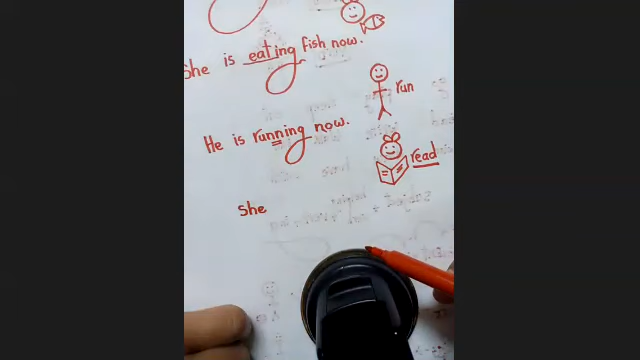 She is eating fish now.
run
He is running now.
read
She